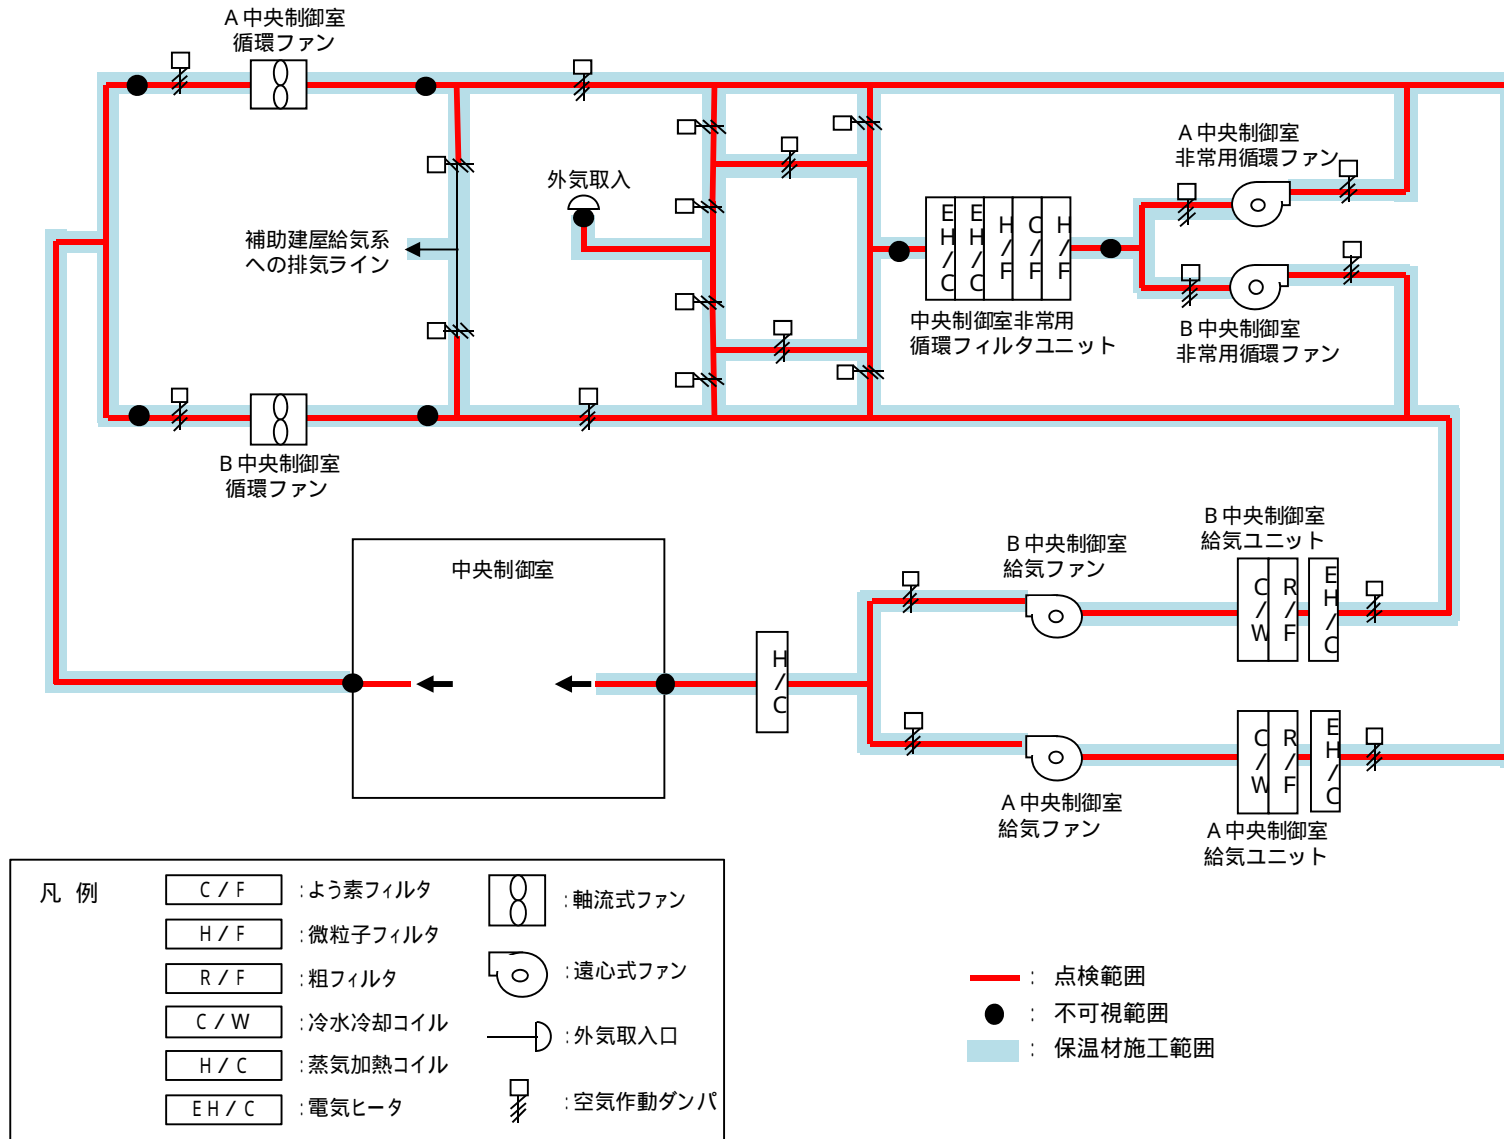 A中央制御室
循環ファン
外気取入
A中央制御室
非常用循環ファン
補助建屋給気系
への排気ライン
EH/C
EH/C
H/F
C/F
H/F
中央制御室非常用
循環フィルタユニット
B中央制御室
非常用循環ファン
B中央制御室
循環ファン
中央制御室
H/C
B中央制御室
給気ファン
B中央制御室
給気ユニット
C/W
R/F
EH/C
A中央制御室
給気ファン
C/W
R/F
EH/C
A中央制御室
給気ユニット
凡 例
C/F :よう素フィルタ
H/F :微粒子フィルタ
R/F :粗フィルタ
C/W :冷水冷却コイル
H/C :蒸気加熱コイル
EH/C :電気ヒータ
:軸流式ファン
:遠心式ファン
:外気取入口
:空気作動ダンパ
: 点検範囲
: 不可視範囲
: 保温材施工範囲